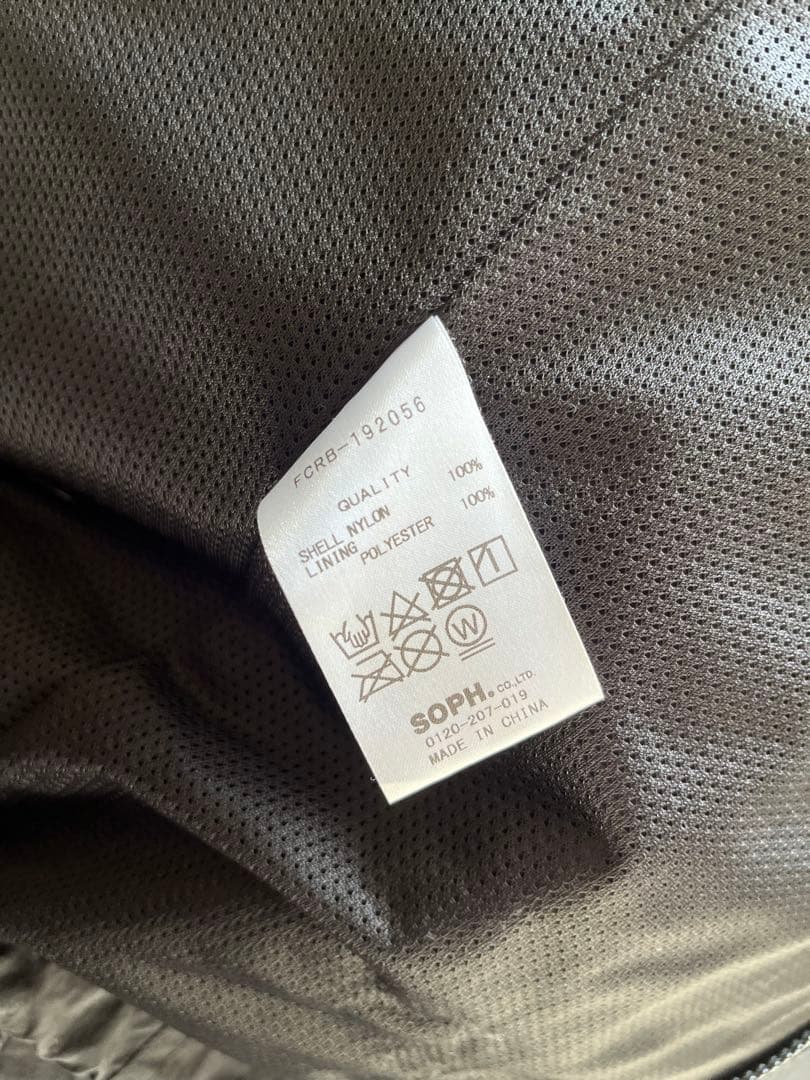 FCRB-192056
QUALITY
SHELL NYLON 100%
LINING POLYESTER 100%
W
SOPH. CO.,LTD.
0120-207-019
MADE IN CHINA